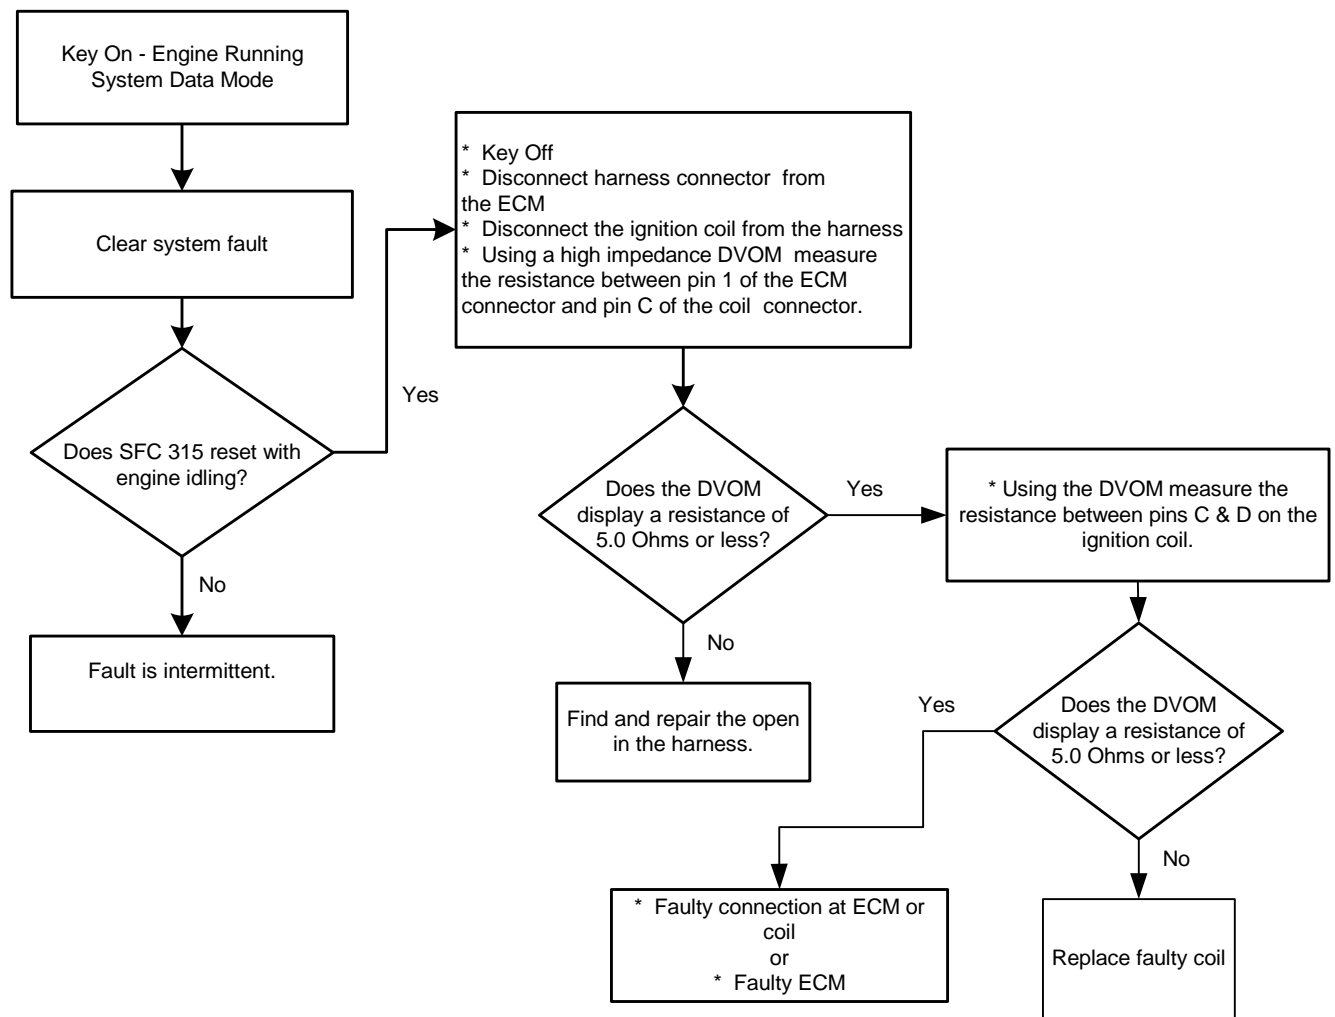 Key On - Engine Running
System Data Mode
Clear system fault
Does SFC 315 reset with
engine idling?
Yes
No
Fault is intermittent.
* Key Off
* Disconnect harness connector from
the ECM
* Disconnect the ignition coil from the harness
* Using a high impedance DVOM measure
the resistance between pin 1 of the ECM
connector and pin C of the coil connector.
Does the DVOM
display a resistance of
5.0 Ohms or less?
Yes
No
Find and repair the open
in the harness.
* Using the DVOM measure the
resistance between pins C & D on the
ignition coil.
Does the DVOM
display a resistance of
5.0 Ohms or less?
Yes
No
* Faulty connection at ECM or
coil
or
* Faulty ECM
Replace faulty coil